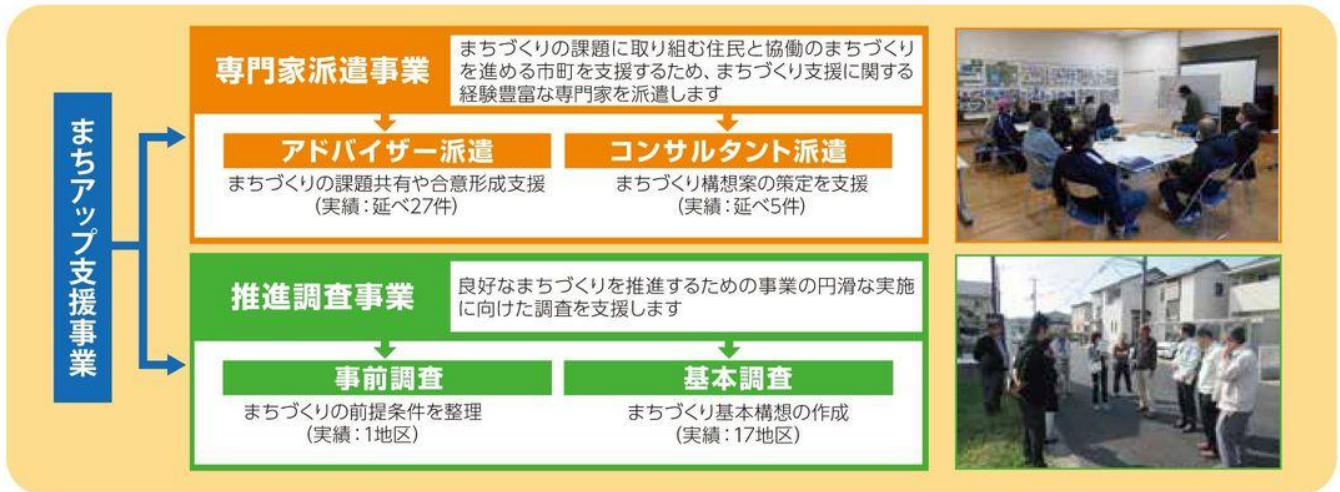 まちアップ支援事業
専門家派遣事業
まちづくりの課題に取り組む住民と協働のまちづくり
を進める市町を支援するため、まちづくり支援に関する
経験豊富な専門家を派遣します
アドバイザー派遣
まちづくりの課題共有や合意形成支援
(実績：延べ27件)
コンサルタント派遣
まちづくり構想案の策定を支援
(実績：延べ5件)
推進調査事業
良好なまちづくりを推進するための事業の円滑な実施
に向けた調査を支援します
事前調査
まちづくりの前提条件を整理
(実績：1地区)
基本調査
まちづくり基本構想の作成
(実績：17地区)